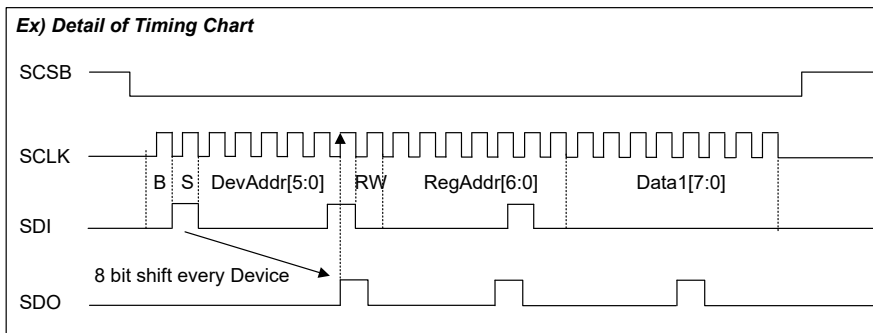 Ex) Detail of Timing Chart
SCSB
SCLK
B S DevAddr[5:0] RW RegAddr[6:0] Data1[7:0]
SDI
8 bit shift every Device
SDO